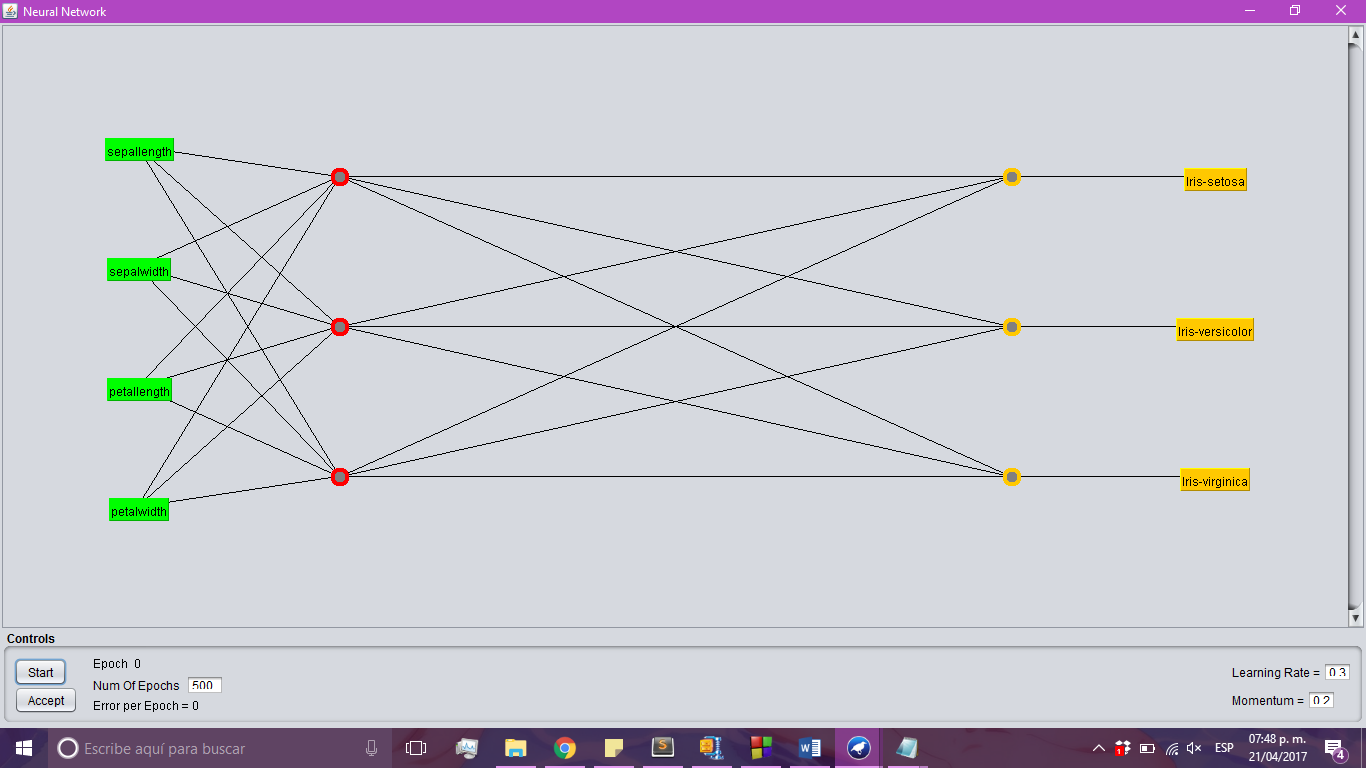 Neural Network
sepallength
Iris-setosa
sepalwidth
Iris-versicolor
petallength
Iris-virginica
petalwidth
Controls
Start
Epoch 0
Num Of Epochs 500
Accept
Error per Epoch = 0
Learning Rate = 0.3
Momentum = 0.2
Escribe aquí para buscar
S
W
1
ESP
07:48 p. m.
21/04/2017
4